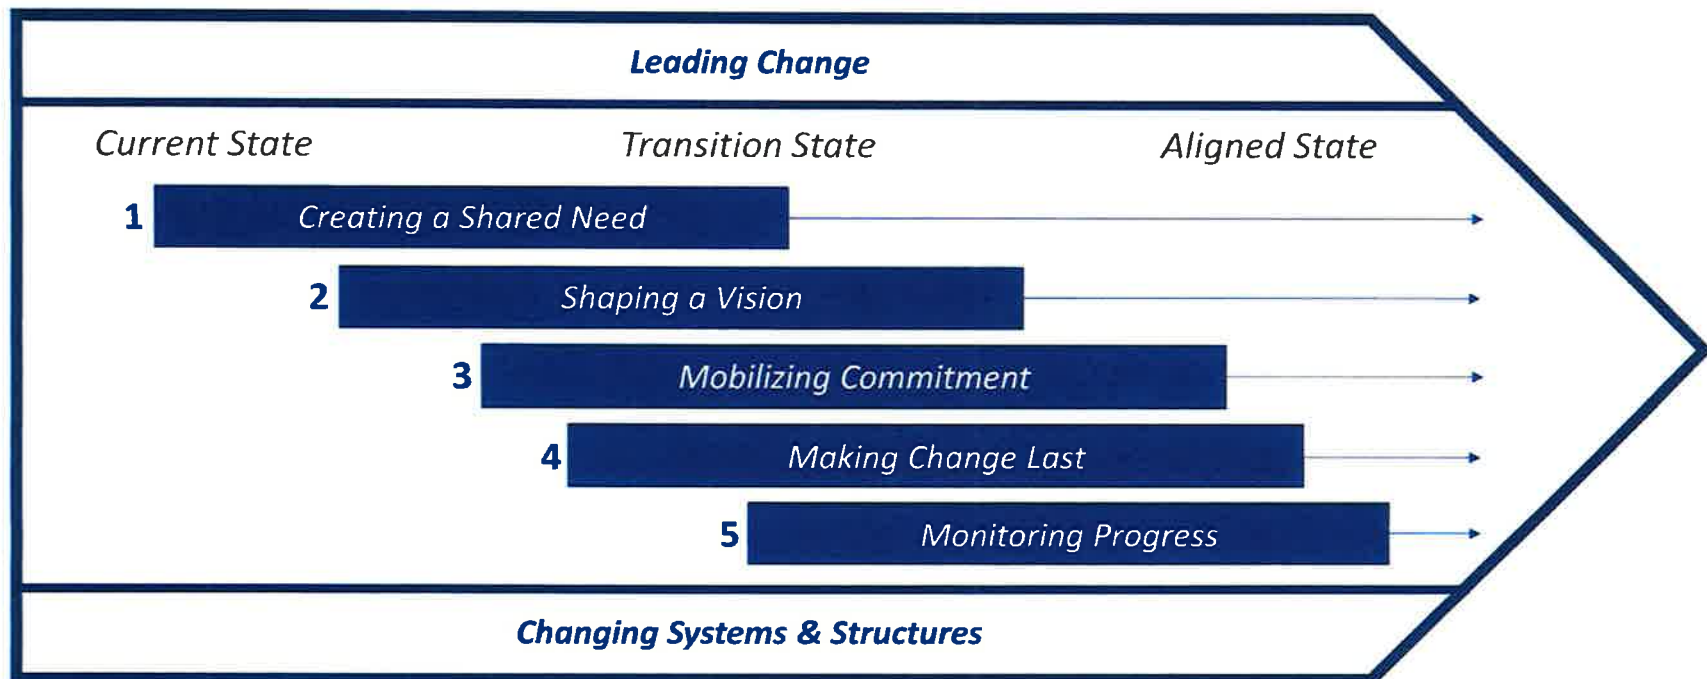 Leading Change
Current State Transition State Aligned State
1 Creating a Shared Need
2 Shaping a Vision
3 Mobilizing Commitment
4 Making Change Last
5 Monitoring Progress
Changing Systems & Structures